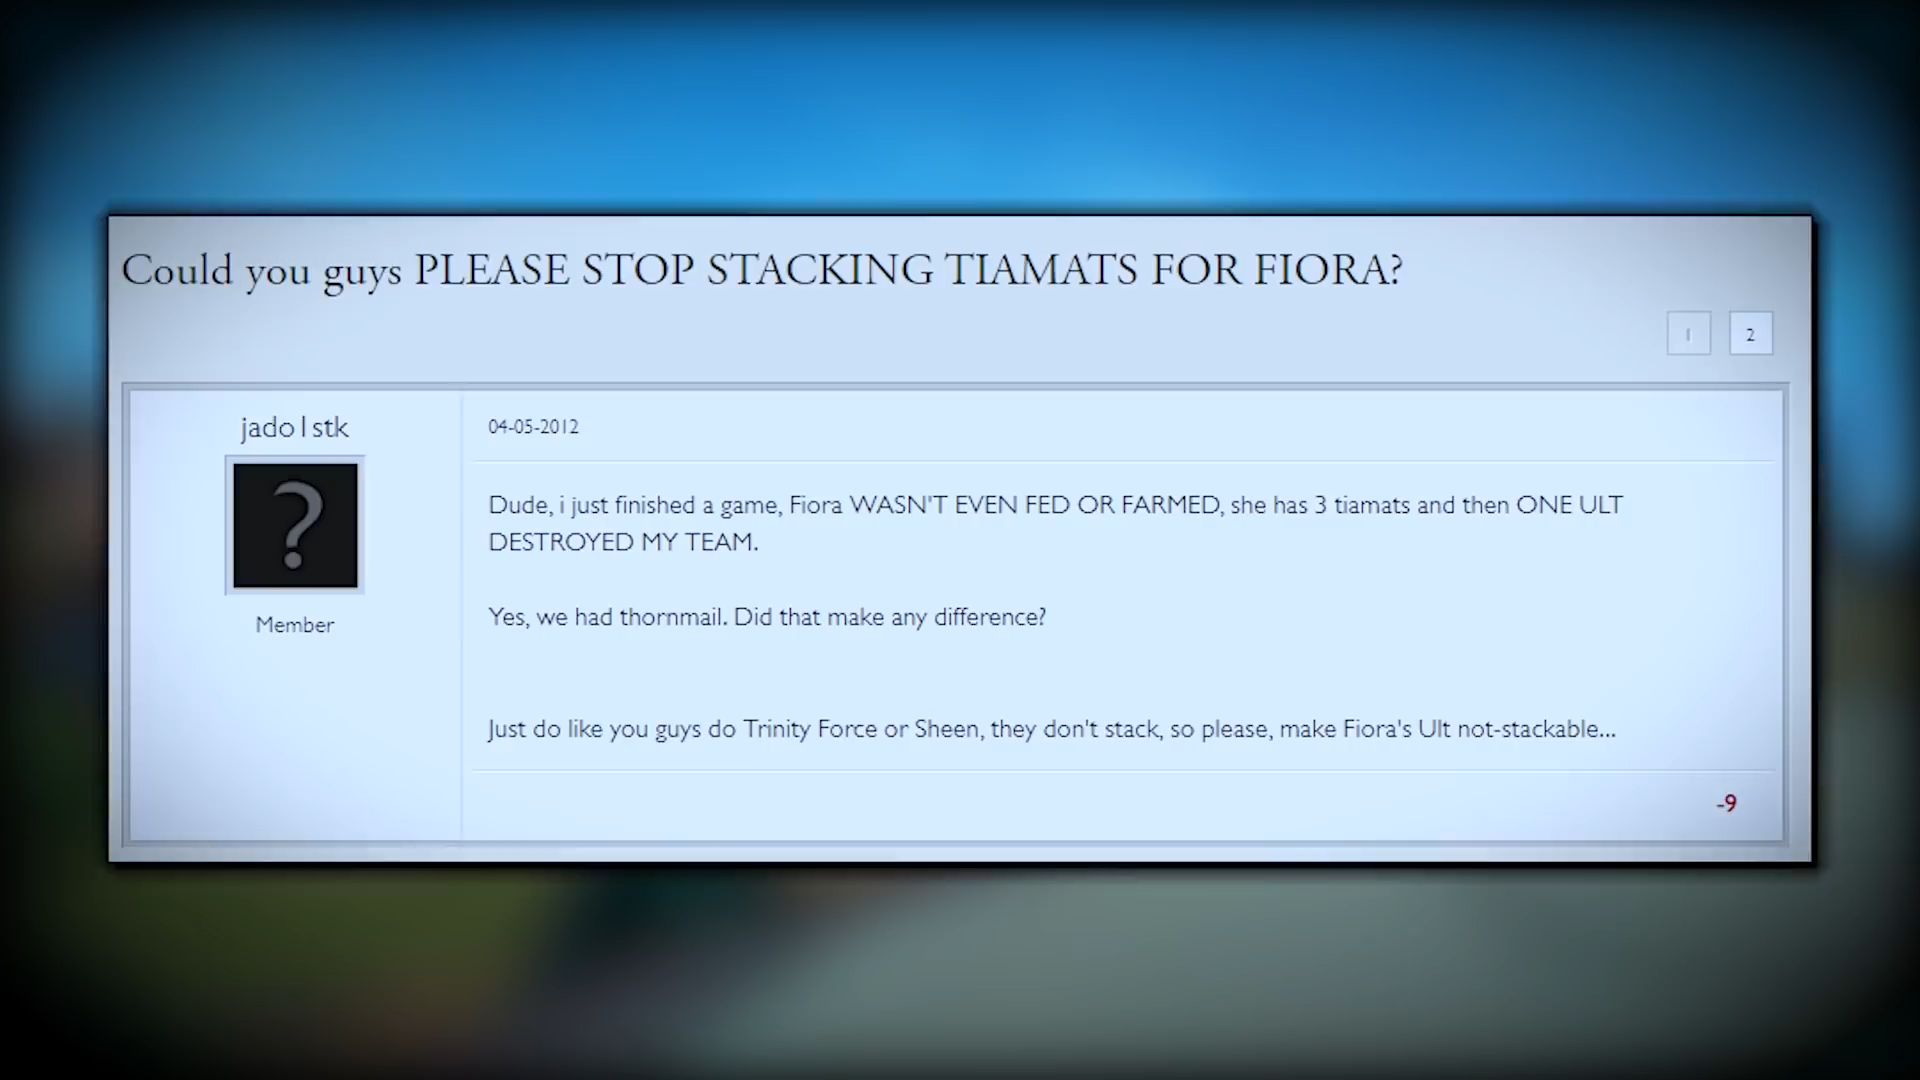 Could you guys PLEASE STOP STACKING TIAMATS FOR FIORA?
1 2
jado1stk
04-05-2012
Dude, i just finished a game, Fiora WASN'T EVEN FED OR FARMED, she has 3 tiamats and then ONE ULT
DESTROYED MY TEAM.
Member
Yes, we had thornmail. Did that make any difference?
Just do like you guys do Trinity Force or Sheen, they don't stack, so please, make Fiora's Ult not-stackable...
-9